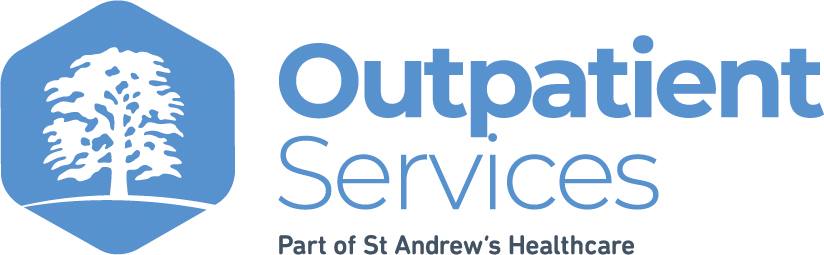 Outpatient
Services
Part of St Andrew's Healthcare